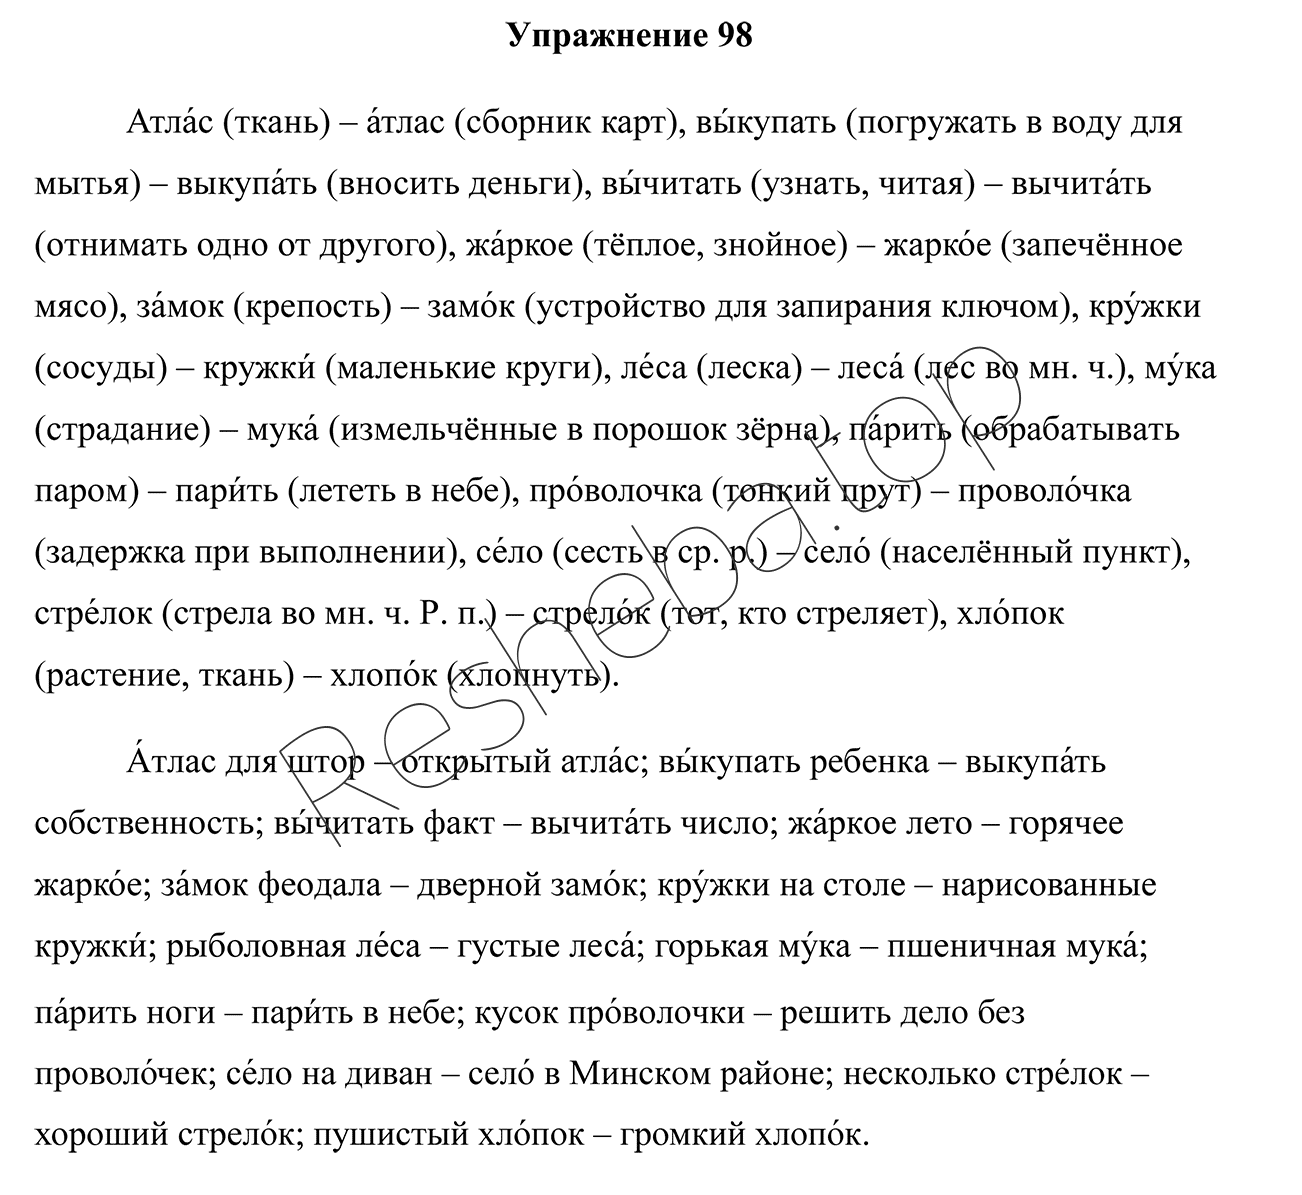 Упражнение 98
Атла́с (ткань) – а́тлас (сборник карт), вы́купать (погружать в воду для
мытья) – выкупа́ть (вносить деньги), вы́читать (узнать, читая) – вычита́ть
(отнимать одно от другого), жа́ркое (тёплое, знойное) – жарко́е (запечённое
мясо), за́мок (крепость) – замо́к (устройство для запирания ключом), кру́жки
(сосуды) – кружки́ (маленькие круги), ле́са (леска) – леса́ (лес во мн. ч.), му́ка
(страдание) – мука́ (измельчённые в порошок зёрна), па́рить (обрабатывать
паром) – пари́ть (лететь в небе), про́волочка (тонкий прут) – проволо́чка
(задержка при выполнении), се́ло (сесть в ср. р.) – село́ (населённый пункт),
стре́лок (стрела во мн. ч. Р. п.) – стрело́к (тот, кто стреляет), хло́пок
(растение, ткань) – хлопо́к (хлопнуть).
А́тлас для штор – открытый атла́с; вы́купать ребенка – выкупа́ть
собственность; вы́читать факт – вычита́ть число; жа́ркое лето – горячее
жарко́е; за́мок феодала – дверной замо́к; кру́жки на столе – нарисованные
кружки́; рыболовная ле́са – густые леса́; горькая му́ка – пшеничная мука́;
па́рить ноги – пари́ть в небе; кусок про́волочки – решить дело без
проволо́чек; се́ло на диван – село́ в Минском районе; несколько стре́лок –
хороший стрело́к; пушистый хло́пок – громкий хлопо́к.
Resheba.top